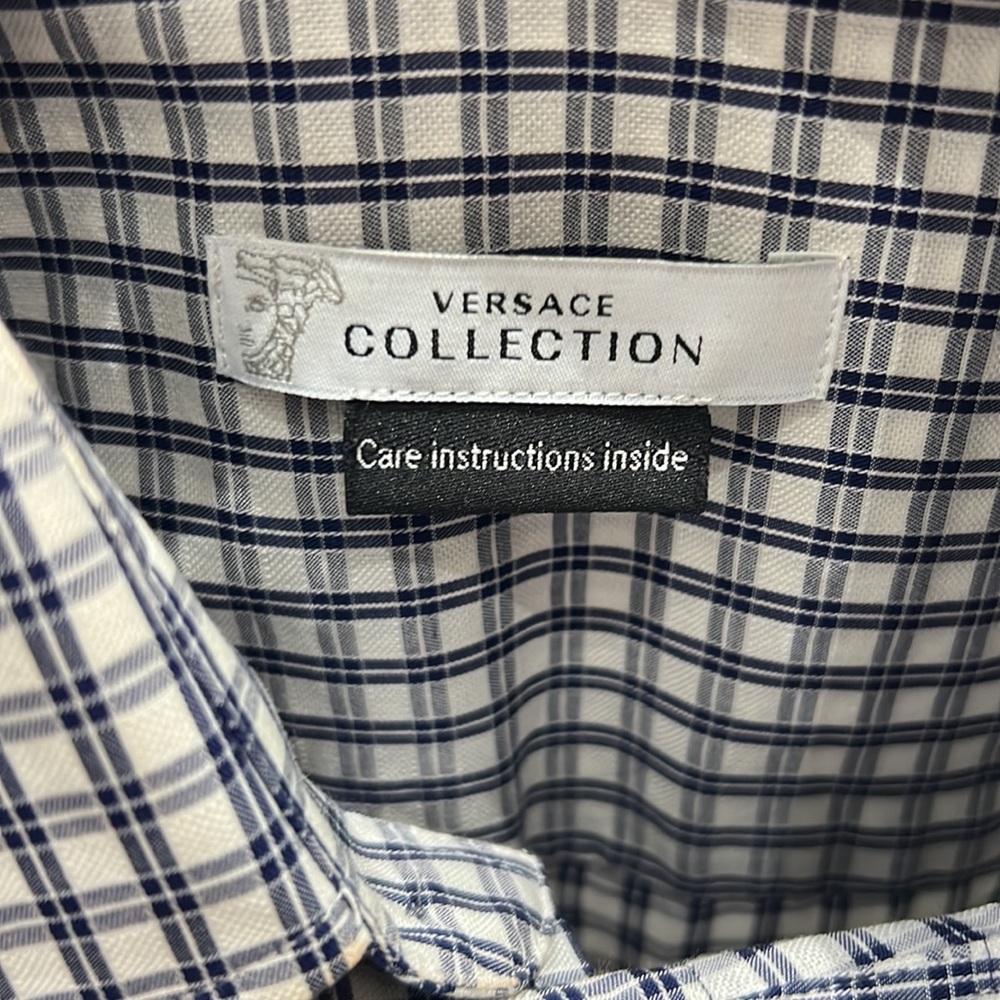 VERSACE
COLLECTION
Care instructions inside